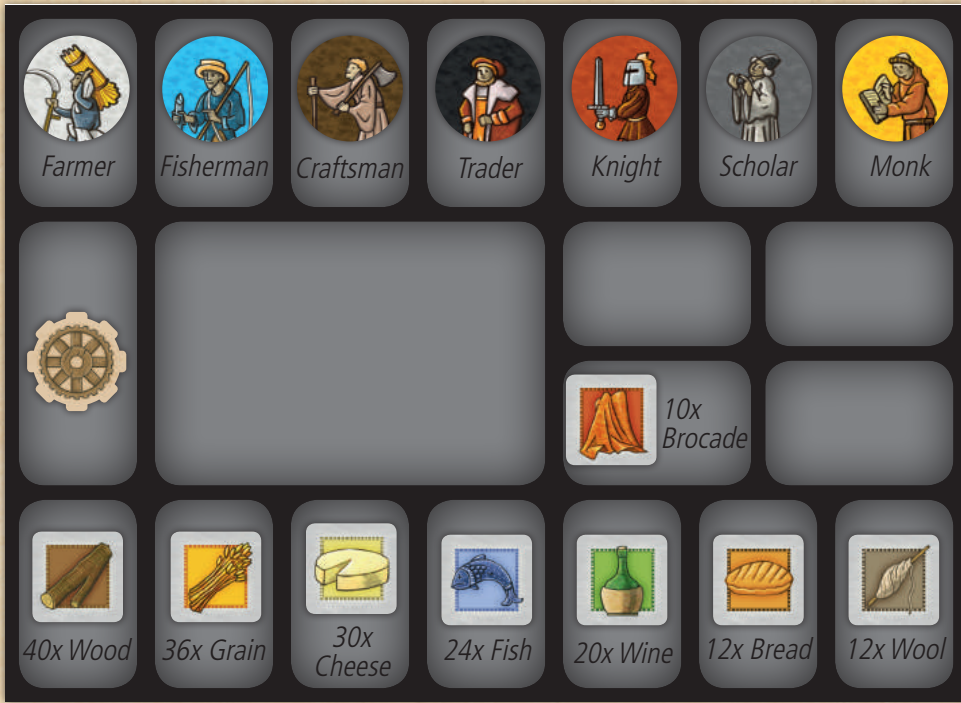 Farmer
Fisherman
Craftsman
Trader
Knight
Scholar
Monk
10x
Brocade
40x Wood
36x Grain
30x
Cheese
24x Fish
20x Wine
12x Bread
12x Wool